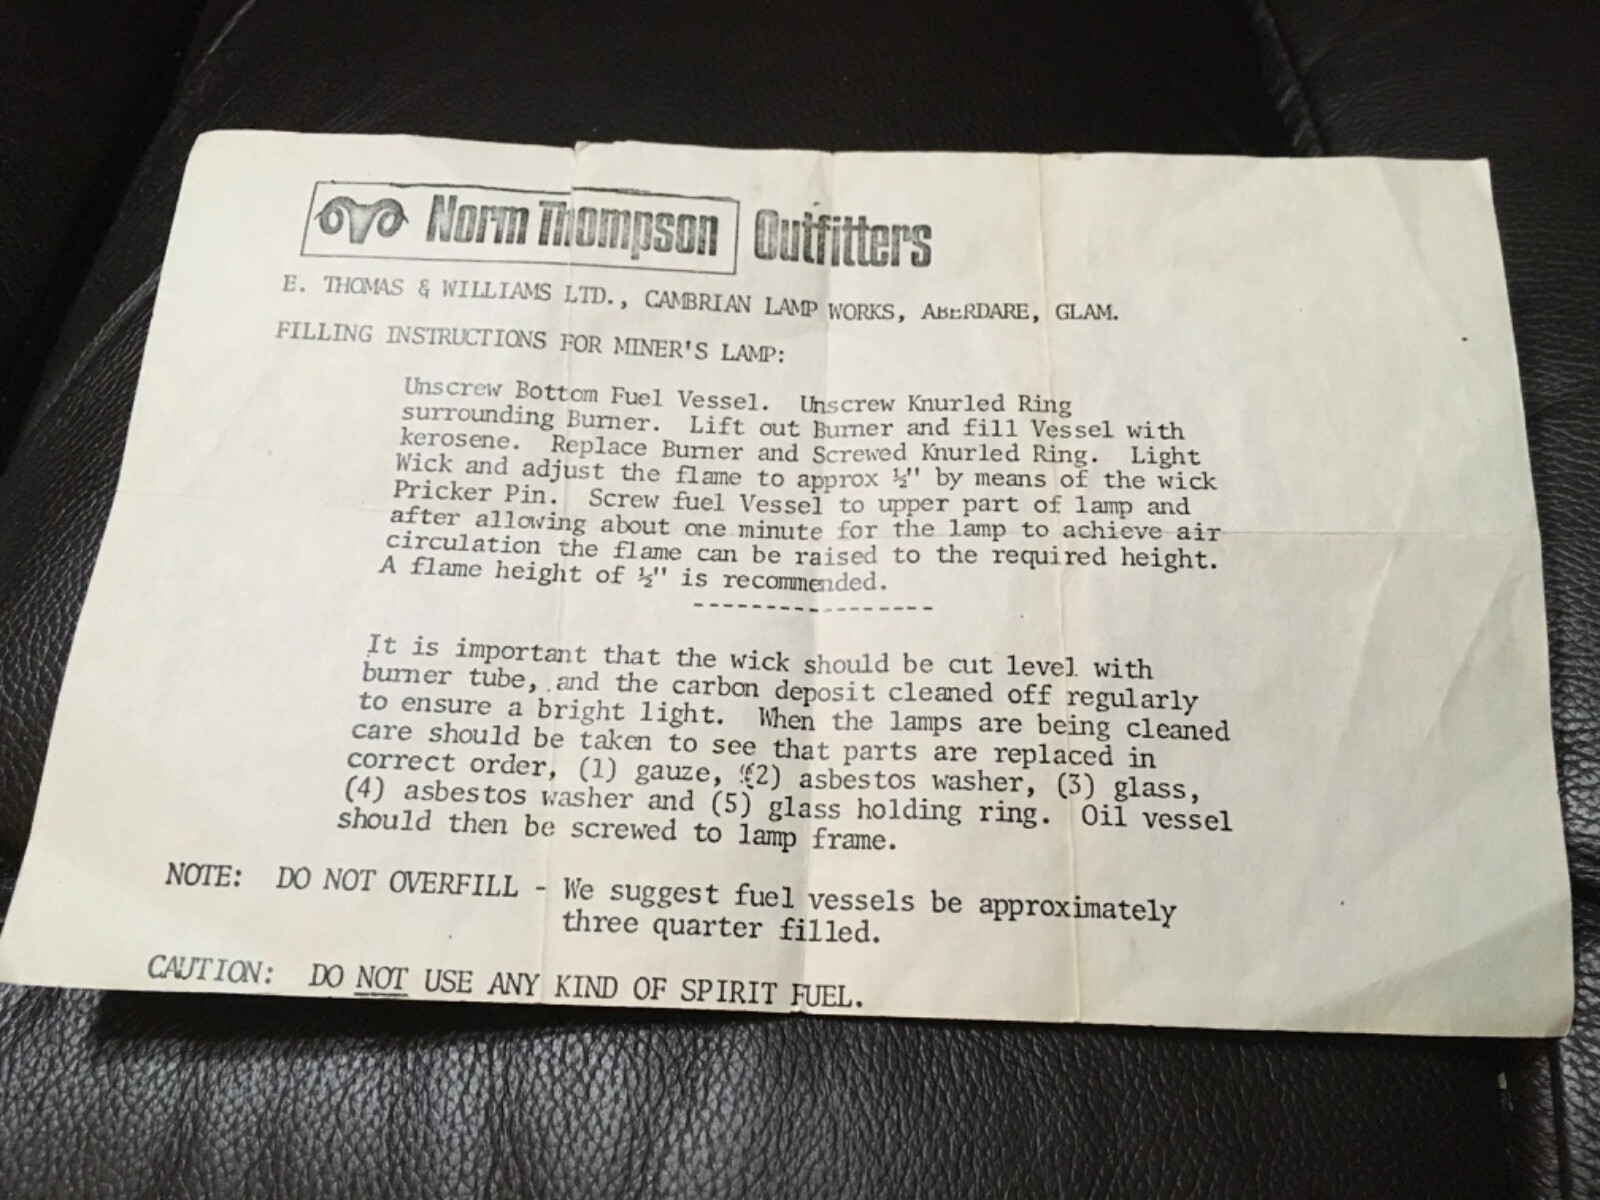 Norm Thompson Outfitters
E. THOMAS & WILLIAMS LTD., CAMBRIAN LAMP WORKS, ABERDARE, GLAM.
FILLING INSTRUCTIONS FOR MINER'S LAMP:
Unscrew Bottom Fuel Vessel. Unscrew Knurled Ring
surrounding Burner. Lift out Burner and fill Vessel with
kerosene. Replace Burner and Screwed Knurled Ring. Light
Wick and adjust the flame to approx ½" by means of the wick
Pricker Pin. Screw fuel Vessel to upper part of lamp and
after allowing about one minute for the lamp to achieve air
circulation the flame can be raised to the required height.
A flame height of ½" is recommended.
----------------
It is important that the wick should be cut level with
burner tube, and the carbon deposit cleaned off regularly
to ensure a bright light. When the lamps are being cleaned
care should be taken to see that parts are replaced in
correct order, (1) gauze, (2) asbestos washer, (3) glass,
(4) asbestos washer and (5) glass holding ring. Oil vessel
should then be screwed to lamp frame.
NOTE: DO NOT OVERFILL - We suggest fuel vessels be approximately
three quarter filled.
CAUTION: DO NOT USE ANY KIND OF SPIRIT FUEL.